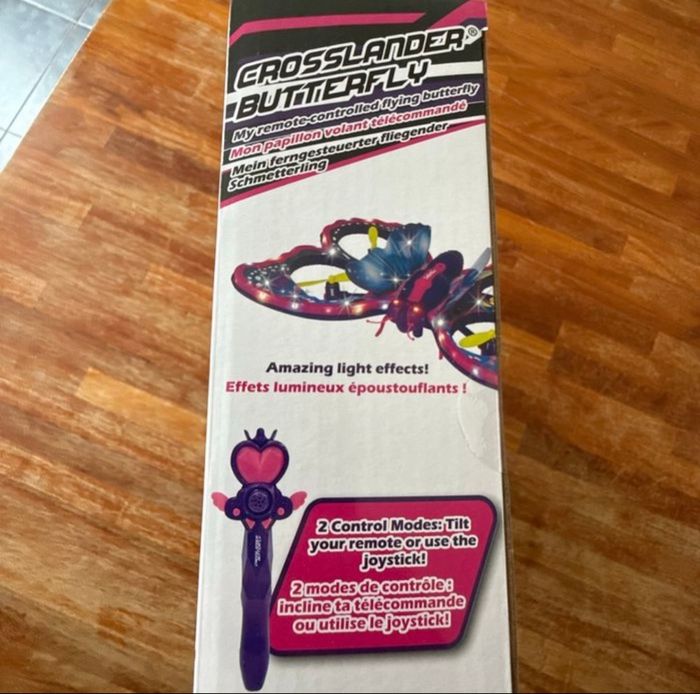 CROSSLANDER®
BUTTERFLY
My remote-controlled flying butterfly
Mon papillon volant télécommandé
Mein ferngesteuerter fliegender
Schmetterling
Amazing light effects!
Effets lumineux époustouflants !
2 Control Modes: Tilt
your remote or use the
joystick!
2 modes de contrôle :
incline ta télécommande
ou utilise le joystick!